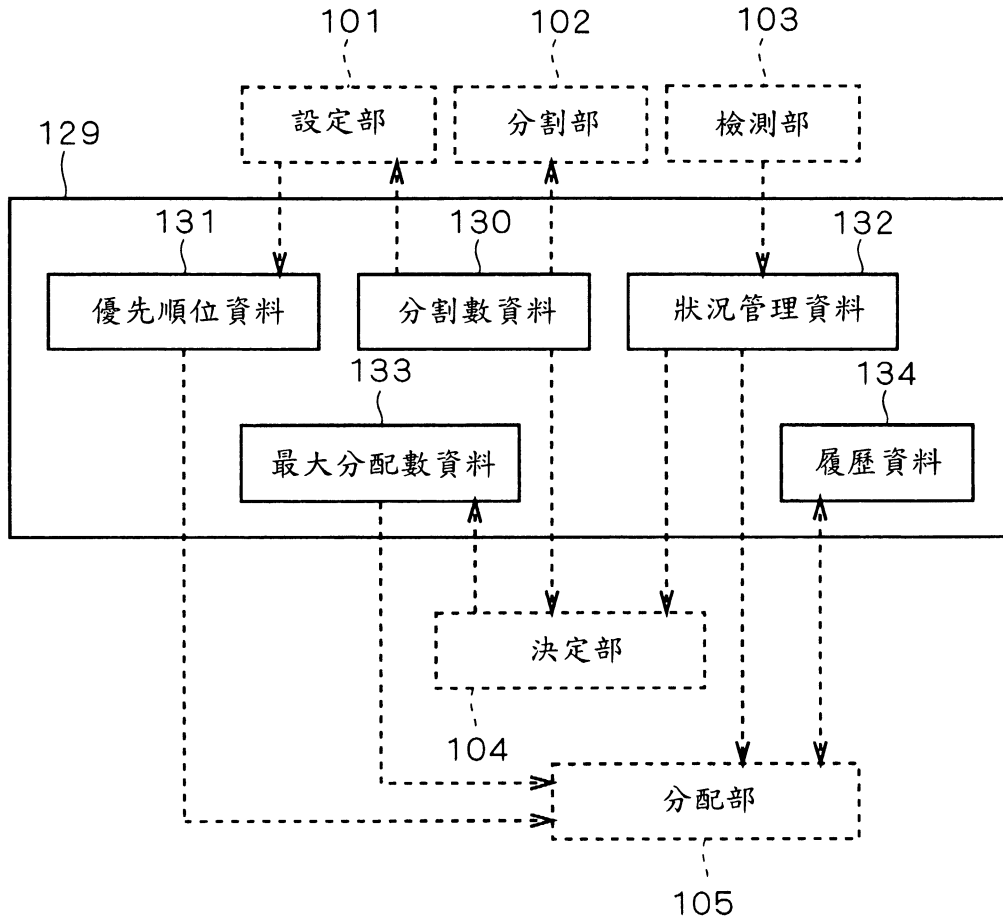 101
102
103
設定部
分割部
檢測部
129
131
130
132
優先順位資料
分割數資料
狀況管理資料
133
134
最大分配數資料
履歷資料
決定部
104
分配部
105